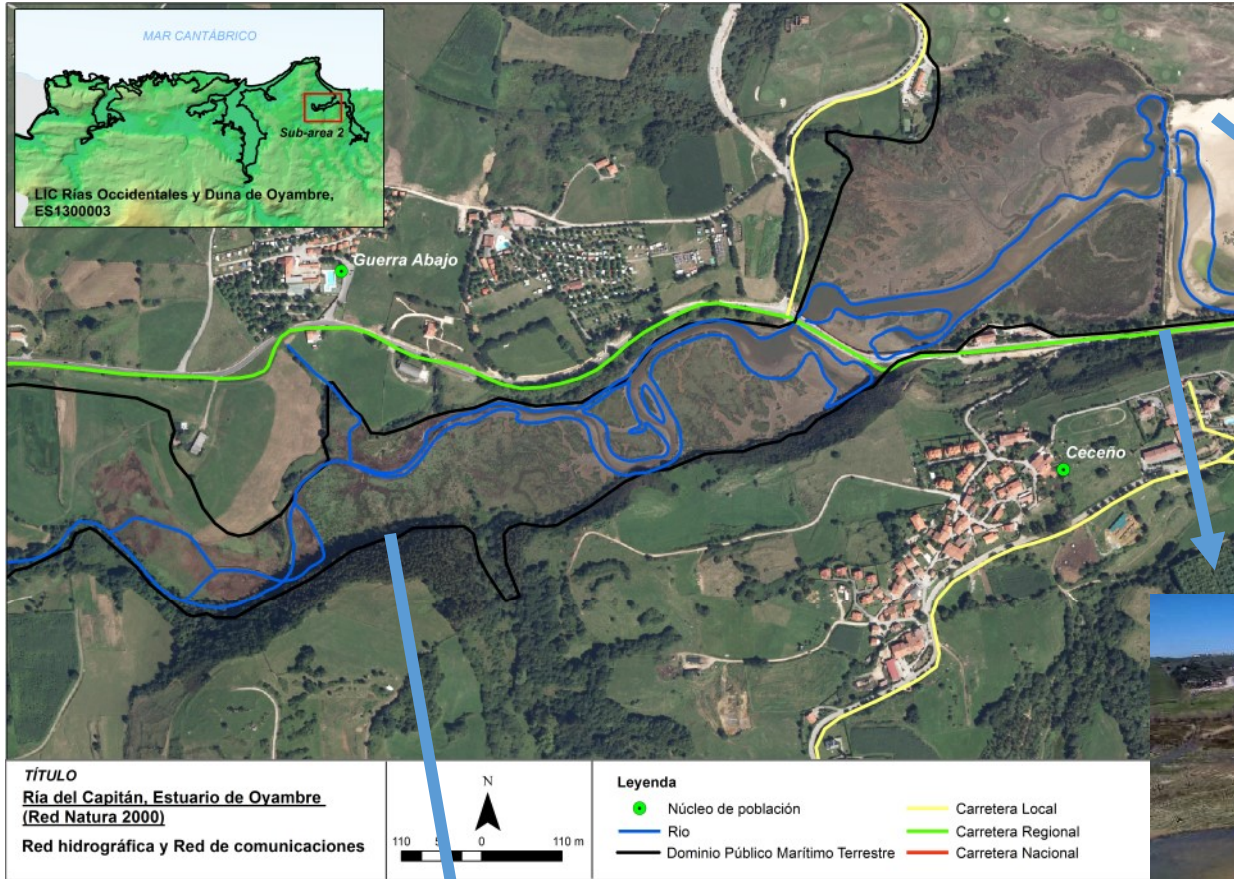 MAR CANTÁBRICO
Sub-area 2
LIC Rías Occidentales y Duna de Oyambre,
ES1300003
Guerra Abajo
Ceceño
TÍTULO
Ría del Capitán, Estuario de Oyambre
(Red Natura 2000)
Red hidrográfica y Red de comunicaciones
N
110
0
110 m
Leyenda
Núcleo de población
Rio
Dominio Público Marítimo Terrestre
Carretera Local
Carretera Regional
Carretera Nacional